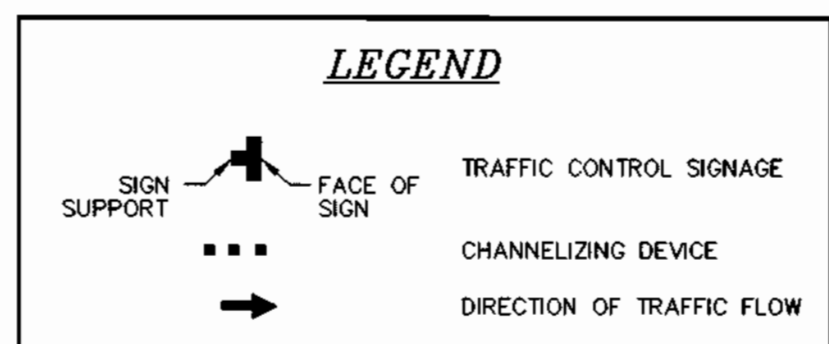 LEGEND
SIGN SUPPORT
FACE OF SIGN
TRAFFIC CONTROL SIGNAGE
CHANNELIZING DEVICE
DIRECTION OF TRAFFIC FLOW